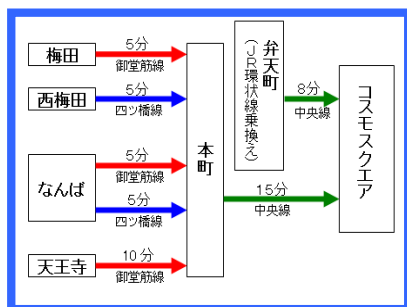 梅田
5分
御堂筋線
西梅田
5分
四ツ橋線
なんば
5分
御堂筋線
5分
四ツ橋線
天王寺
10分
御堂筋線
本町
弁天町
(JR環状線乗換え)
8分
中央線
15分
中央線
コスモスクエア